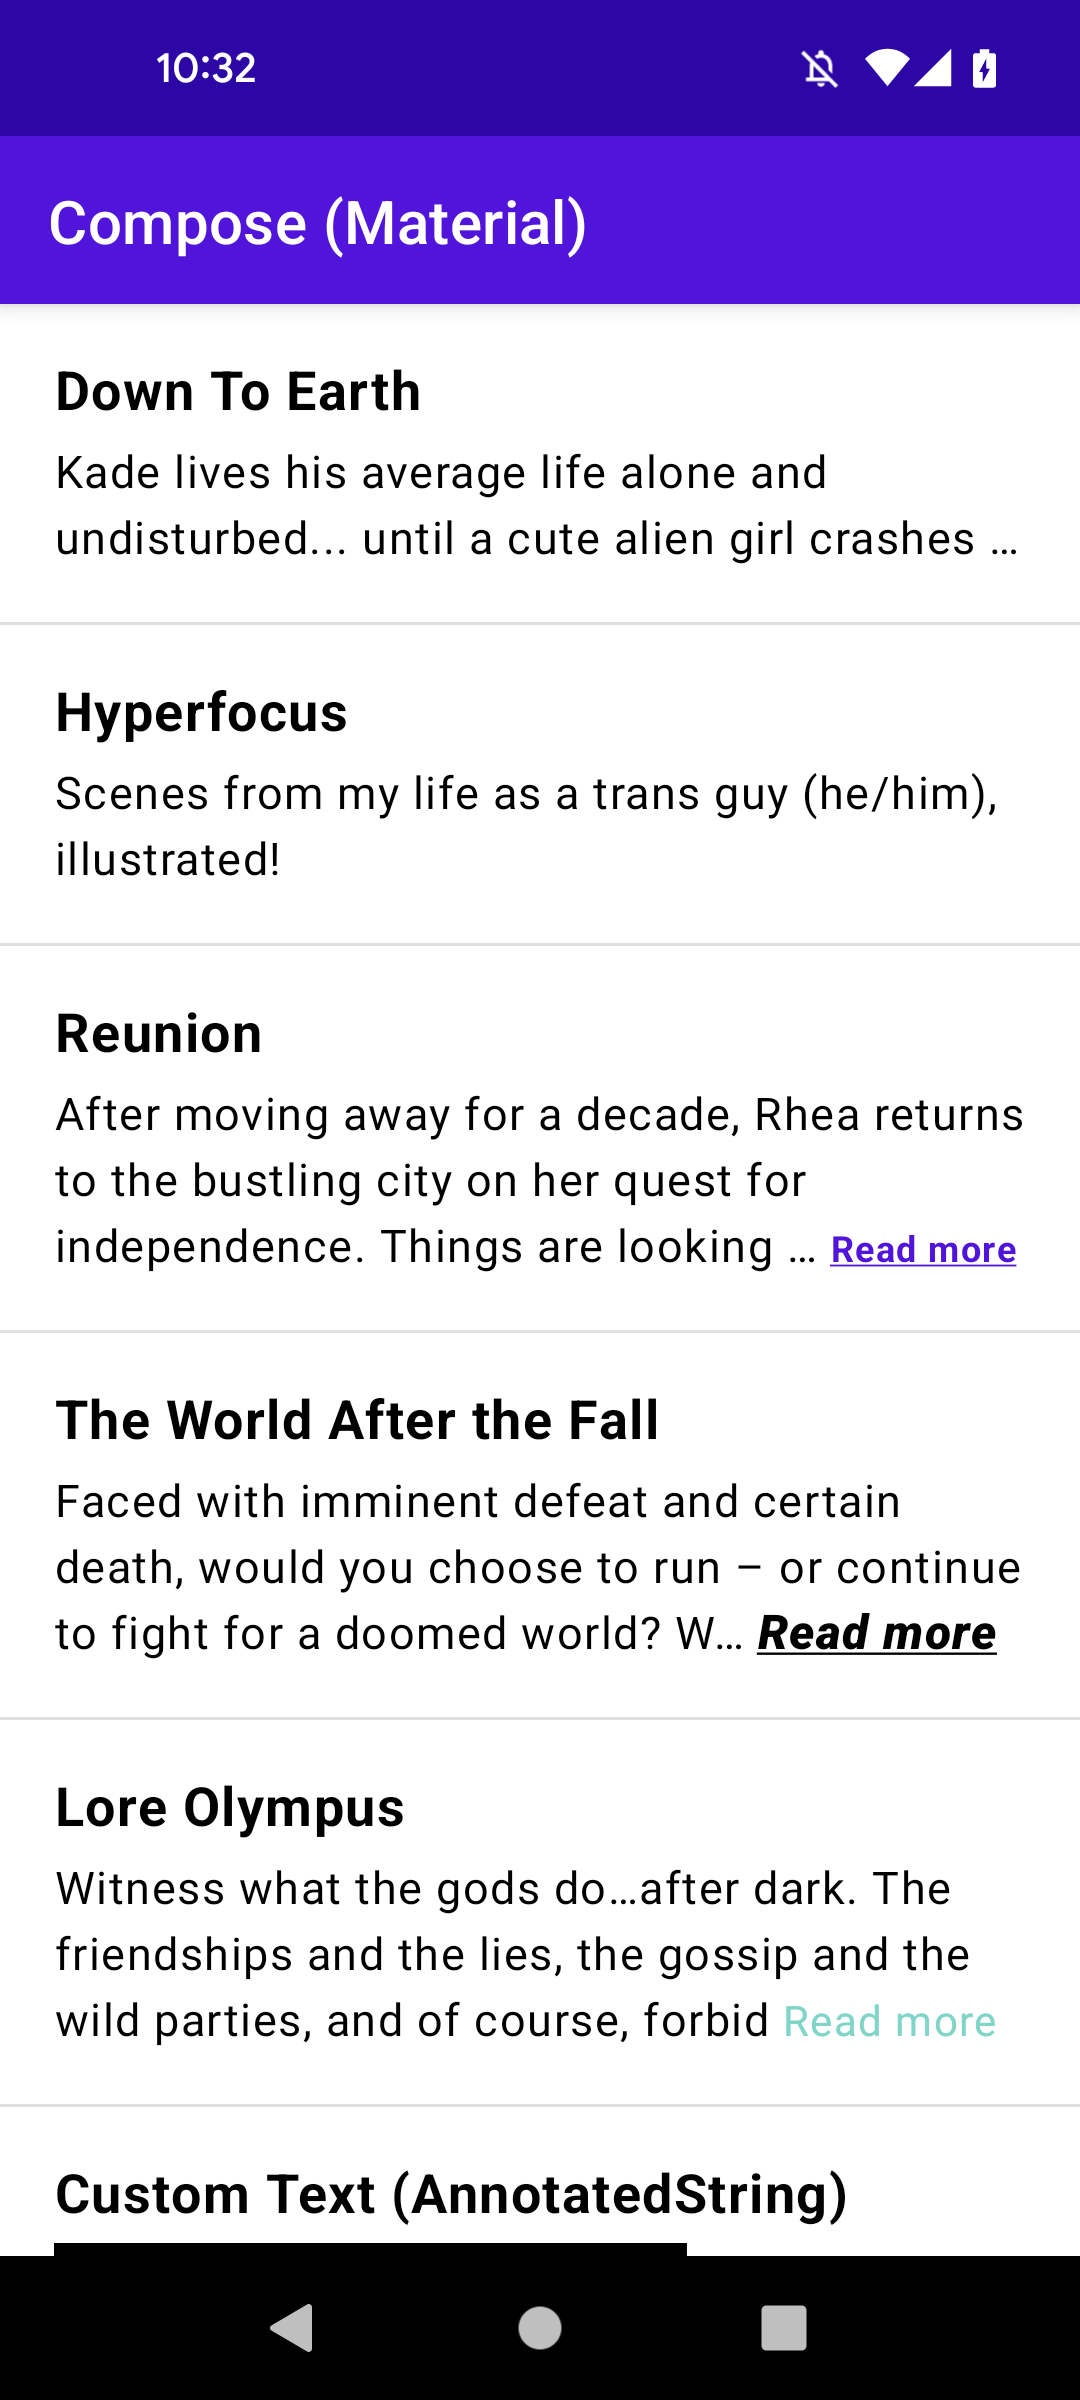 10:32
Compose (Material)
Down To Earth
Kade lives his average life alone and
undisturbed... until a cute alien girl crashes …
Hyperfocus
Scenes from my life as a trans guy (he/him),
illustrated!
Reunion
After moving away for a decade, Rhea returns
to the bustling city on her quest for
independence. Things are looking … Read more
The World After the Fall
Faced with imminent defeat and certain
death, would you choose to run – or continue
to fight for a doomed world? W… Read more
Lore Olympus
Witness what the gods do…after dark. The
friendships and the lies, the gossip and the
wild parties, and of course, forbid Read more
Custom Text (AnnotatedString)